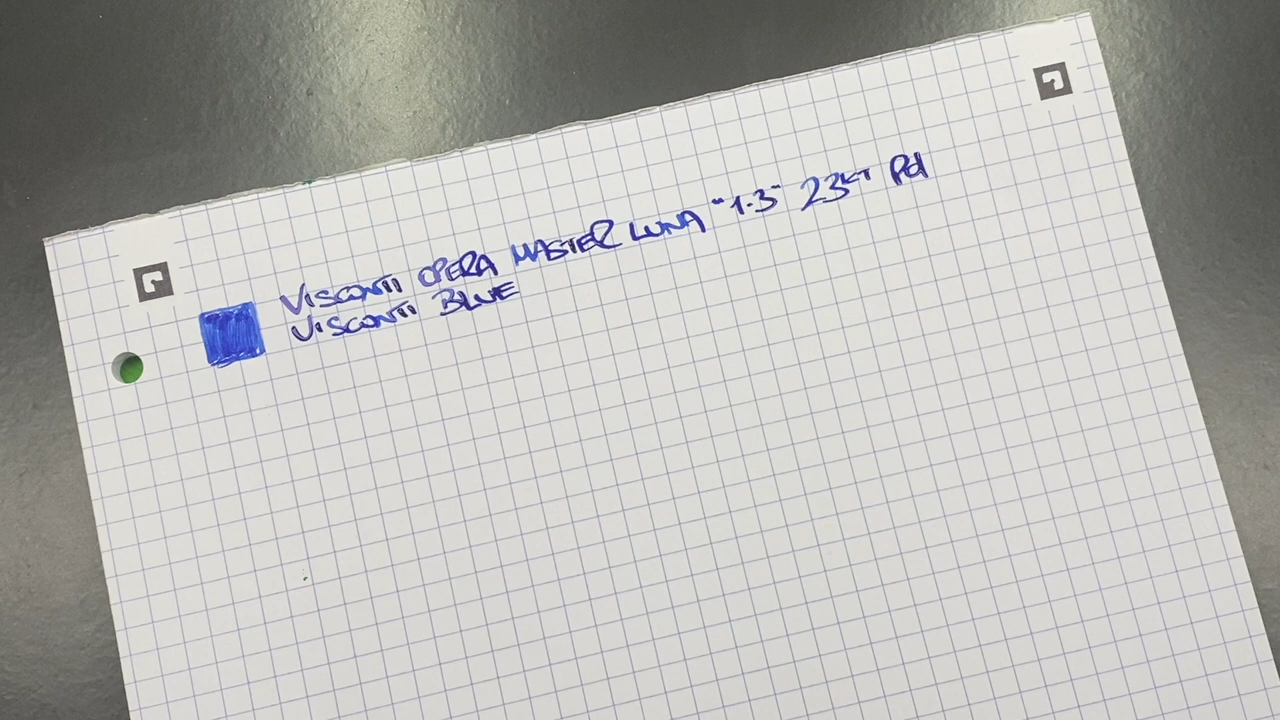 VISCONTI OPERA MASTER LUNA "1.3" 23KT Pd
VISCONTI BLUE